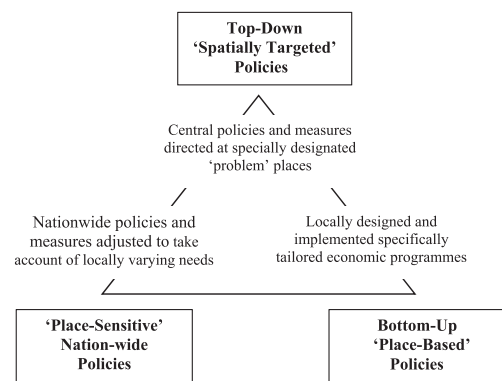 Top-Down
‘Spatially Targeted’
Policies
Central policies and measures
directed at specially designated
‘problem’ places
Nationwide policies and
measures adjusted to take
account of locally varying needs
Locally designed and
implemented specifically
tailored economic programmes
‘Place-Sensitive’
Nation-wide
Policies
Bottom-Up
‘Place-Based’
Policies